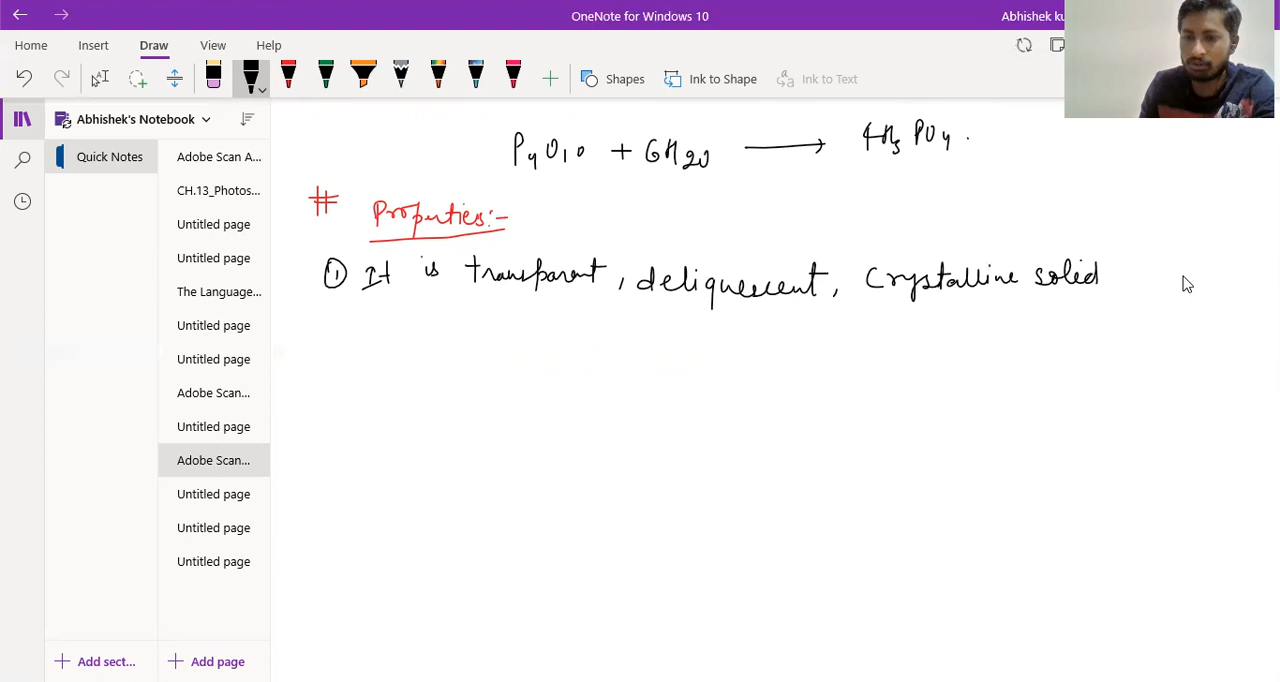 OneNote for Windows 10
Abhishek ku
Home Insert Draw View Help
Shapes Ink to Shape Ink to Text
Abhishek's Notebook
Quick Notes
Adobe Scan A...
CH.13_Photos...
Untitled page
Untitled page
The Language...
Untitled page
Untitled page
Adobe Scan...
Untitled page
Adobe Scan...
Untitled page
Untitled page
Untitled page
+ Add sect...
+ Add page
P4O10 + 6H2O ⟶ 4H3PO4.
# Properties:-
① It is transparent, deliquescent, crystalline solid